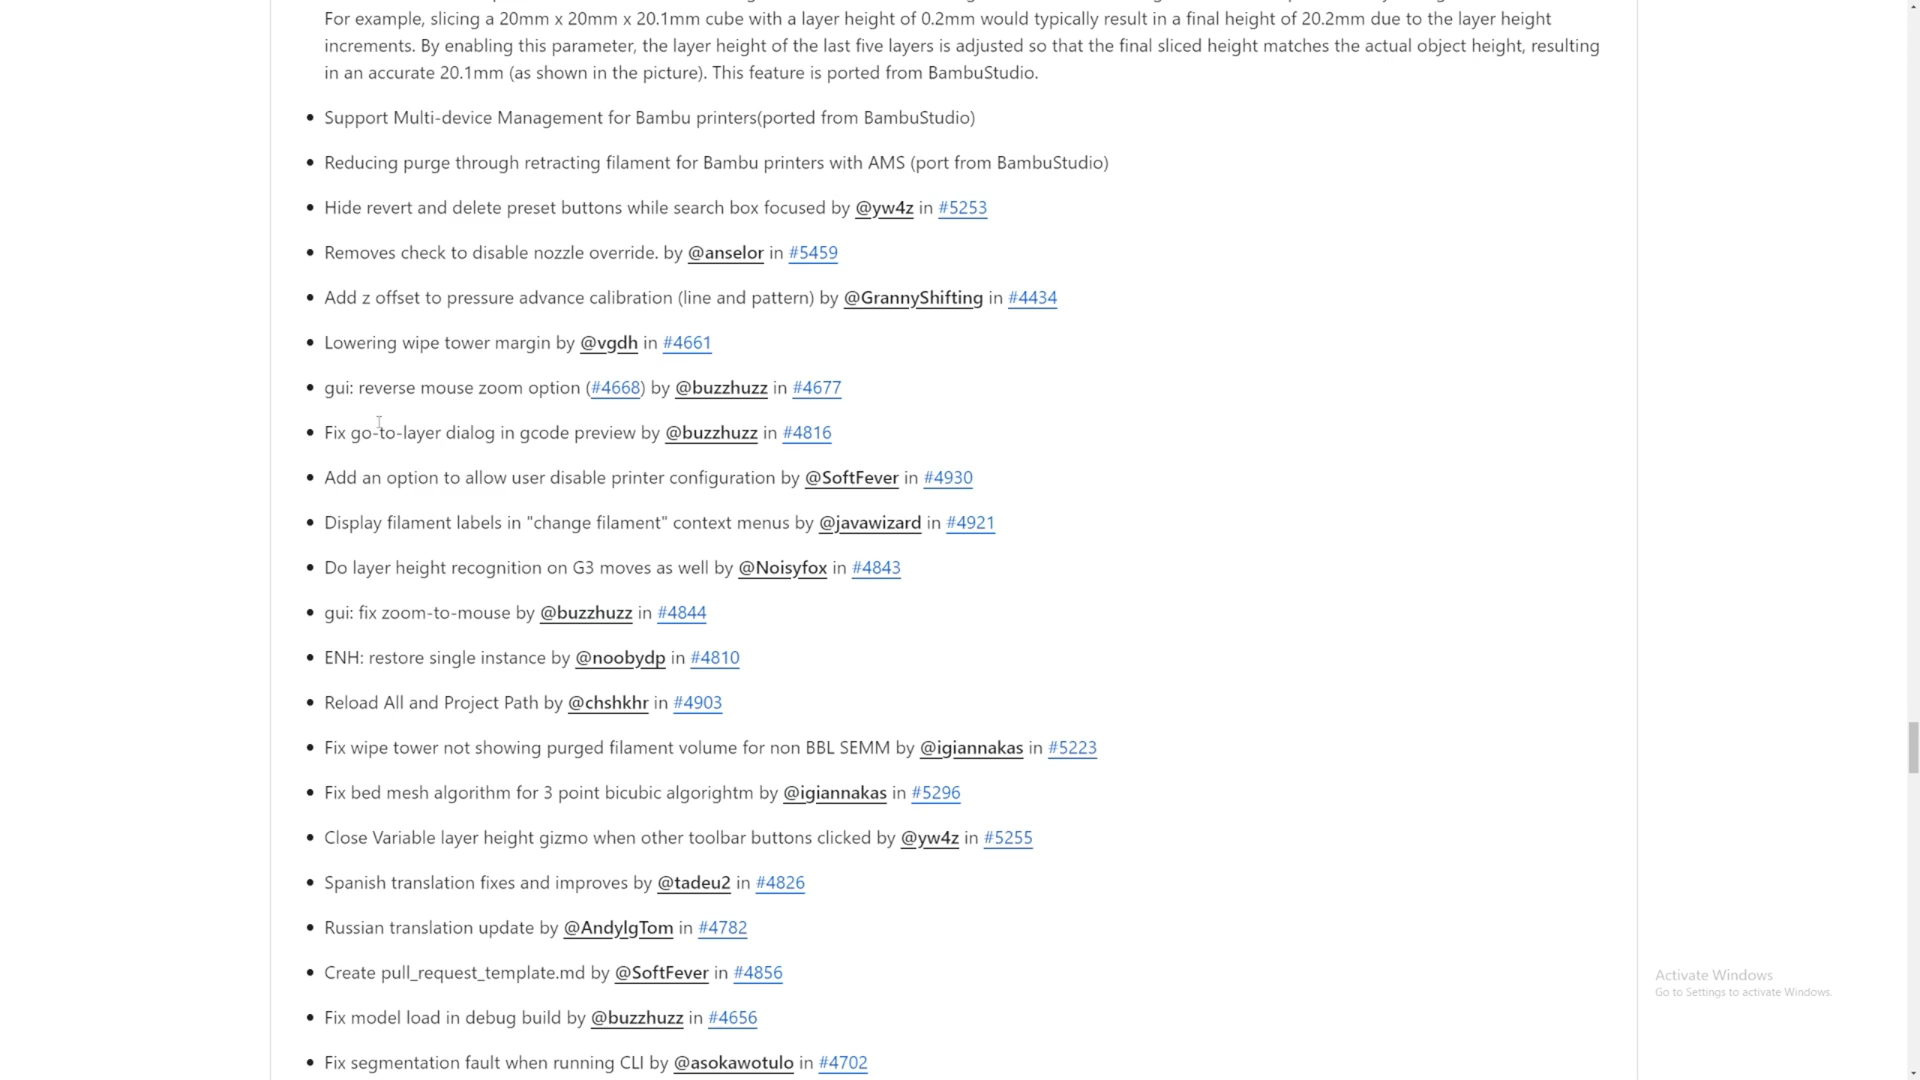 For example, slicing a 20mm x 20mm x 20.1mm cube with a layer height of 0.2mm would typically result in a final height of 20.2mm due to the layer height
increments. By enabling this parameter, the layer height of the last five layers is adjusted so that the final sliced height matches the actual object height, resulting
in an accurate 20.1mm (as shown in the picture). This feature is ported from BambuStudio.
• Support Multi-device Management for Bambu printers(ported from BambuStudio)
• Reducing purge through retracting filament for Bambu printers with AMS (port from BambuStudio)
• Hide revert and delete preset buttons while search box focused by @yw4z in #5253
• Removes check to disable nozzle override. by @anselor in #5459
• Add z offset to pressure advance calibration (line and pattern) by @GrannyShifting in #4434
• Lowering wipe tower margin by @vgdh in #4661
• gui: reverse mouse zoom option (#4668) by @buzzhuzz in #4677
• Fix go-to-layer dialog in gcode preview by @buzzhuzz in #4816
• Add an option to allow user disable printer configuration by @SoftFever in #4930
• Display filament labels in "change filament" context menus by @javawizard in #4921
• Do layer height recognition on G3 moves as well by @Noisyfox in #4843
• gui: fix zoom-to-mouse by @buzzhuzz in #4844
• ENH: restore single instance by @noobydp in #4810
• Reload All and Project Path by @chshkhr in #4903
• Fix wipe tower not showing purged filament volume for non BBL SEMM by @igiannakas in #5223
• Fix bed mesh algorithm for 3 point bicubic algorightm by @igiannakas in #5296
• Close Variable layer height gizmo when other toolbar buttons clicked by @yw4z in #5255
• Spanish translation fixes and improves by @tadeu2 in #4826
• Russian translation update by @AndylgTom in #4782
• Create pull_request_template.md by @SoftFever in #4856
• Fix model load in debug build by @buzzhuzz in #4656
• Fix segmentation fault when running CLI by @asokawotulo in #4702
Activate Windows
Go to Settings to activate Windows.